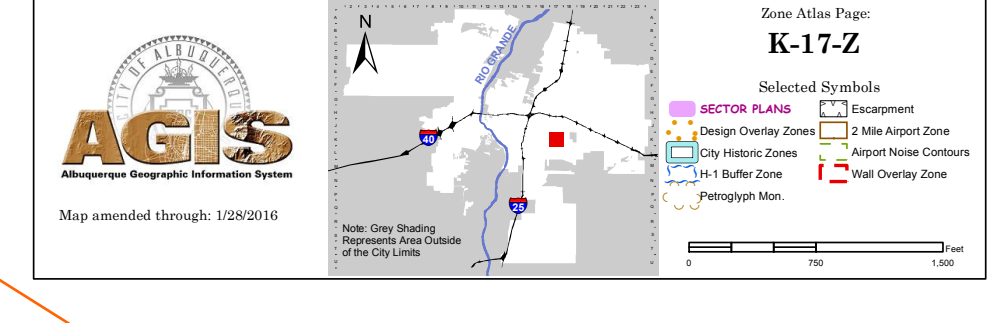 CITY OF ALBUQUERQUE
AGIS
Albuquerque Geographic Information System
Map amended through: 1/28/2016
N
RIO GRANDE
40
25
Note: Grey Shading
Represents Area Outside
of the City Limits
Zone Atlas Page:
K-17-Z
Selected Symbols
SECTOR PLANS
Escarpment
Design Overlay Zones
2 Mile Airport Zone
City Historic Zones
Airport Noise Contours
H-1 Buffer Zone
Wall Overlay Zone
Petroglyph Mon.
Feet
0 750 1,500